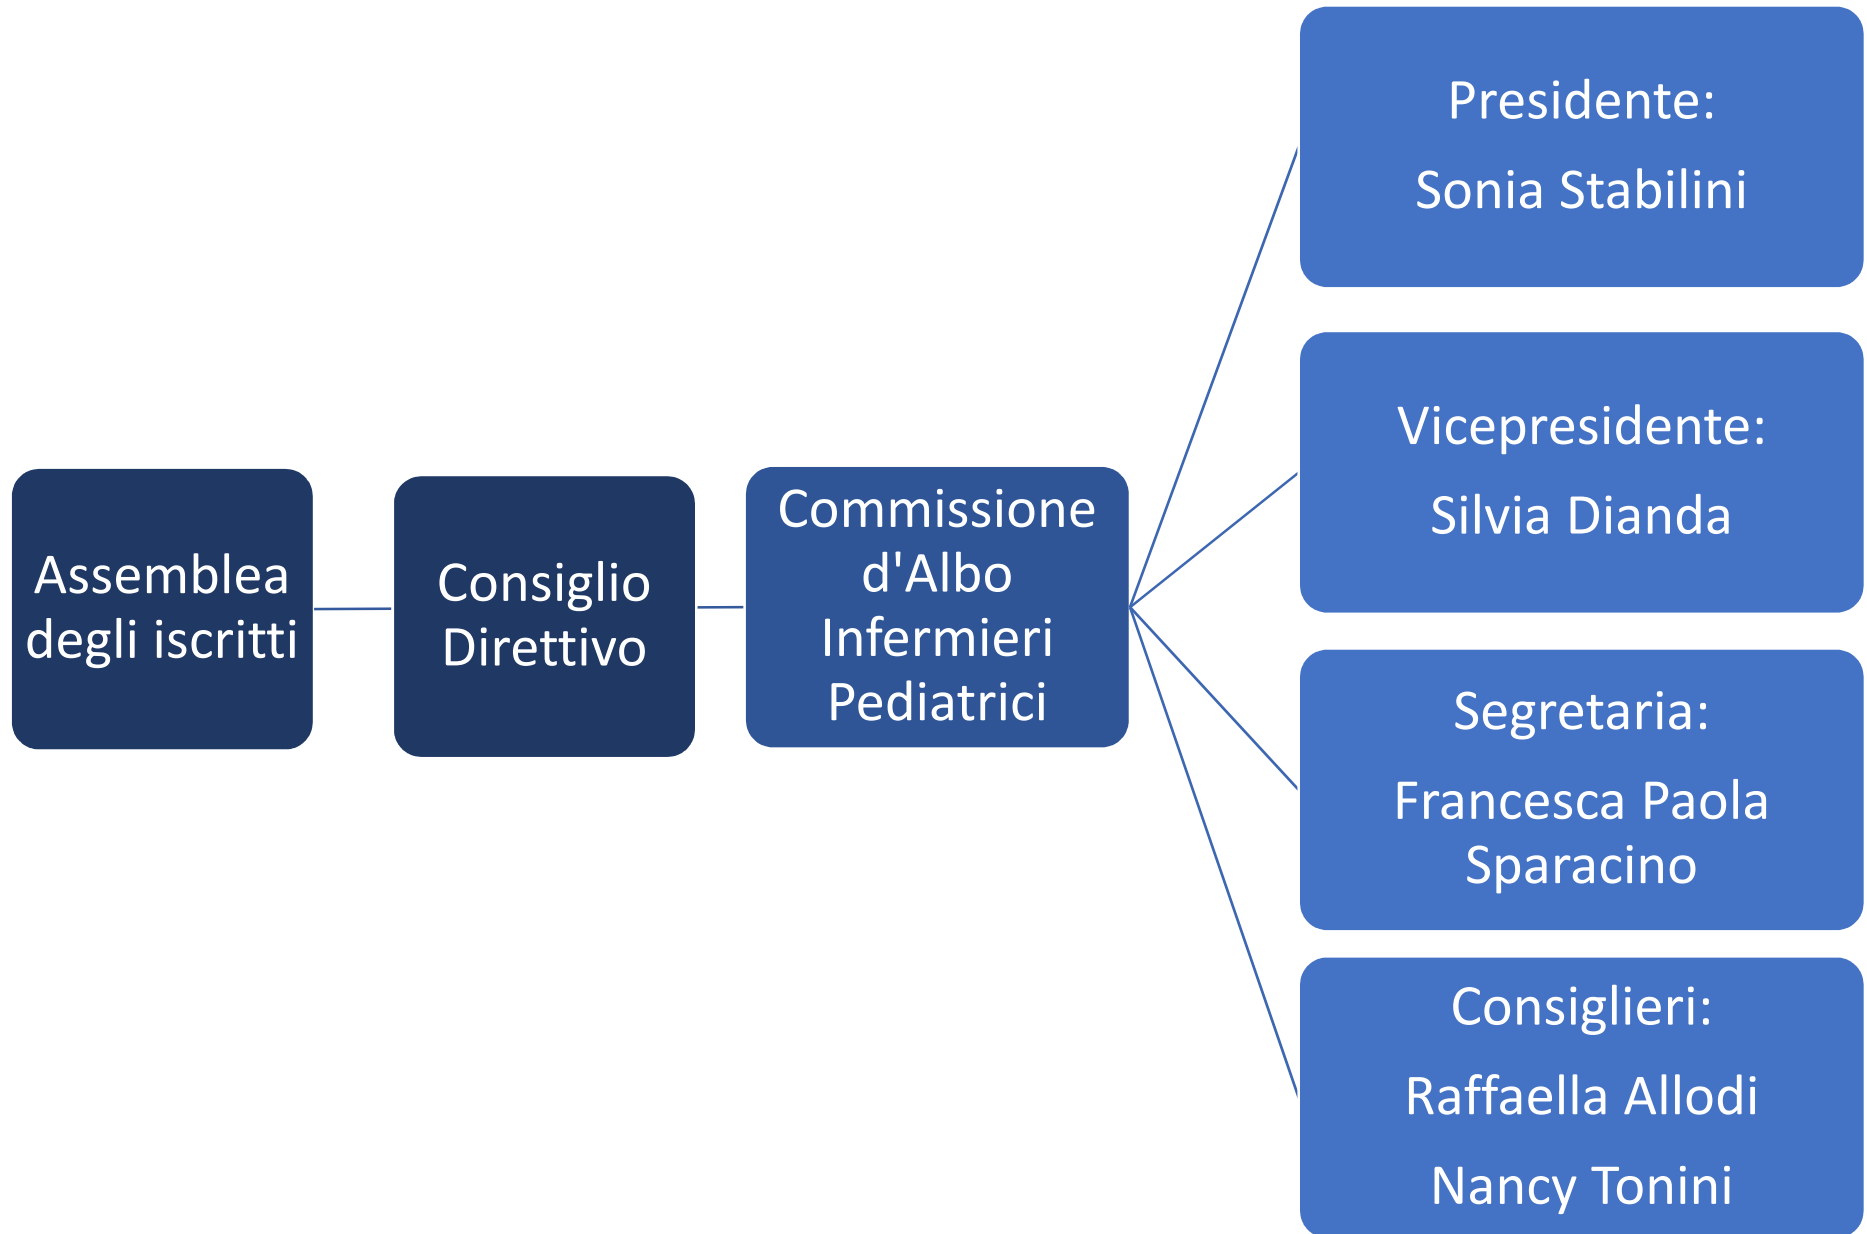 Assemblea
degli iscritti
Consiglio
Direttivo
Commissione
d'Albo
Infermieri
Pediatrici
Presidente:
Sonia Stabilini
Vicepresidente:
Silvia Dianda
Segretaria:
Francesca Paola
Sparacino
Consiglieri:
Raffaella Allodi
Nancy Tonini